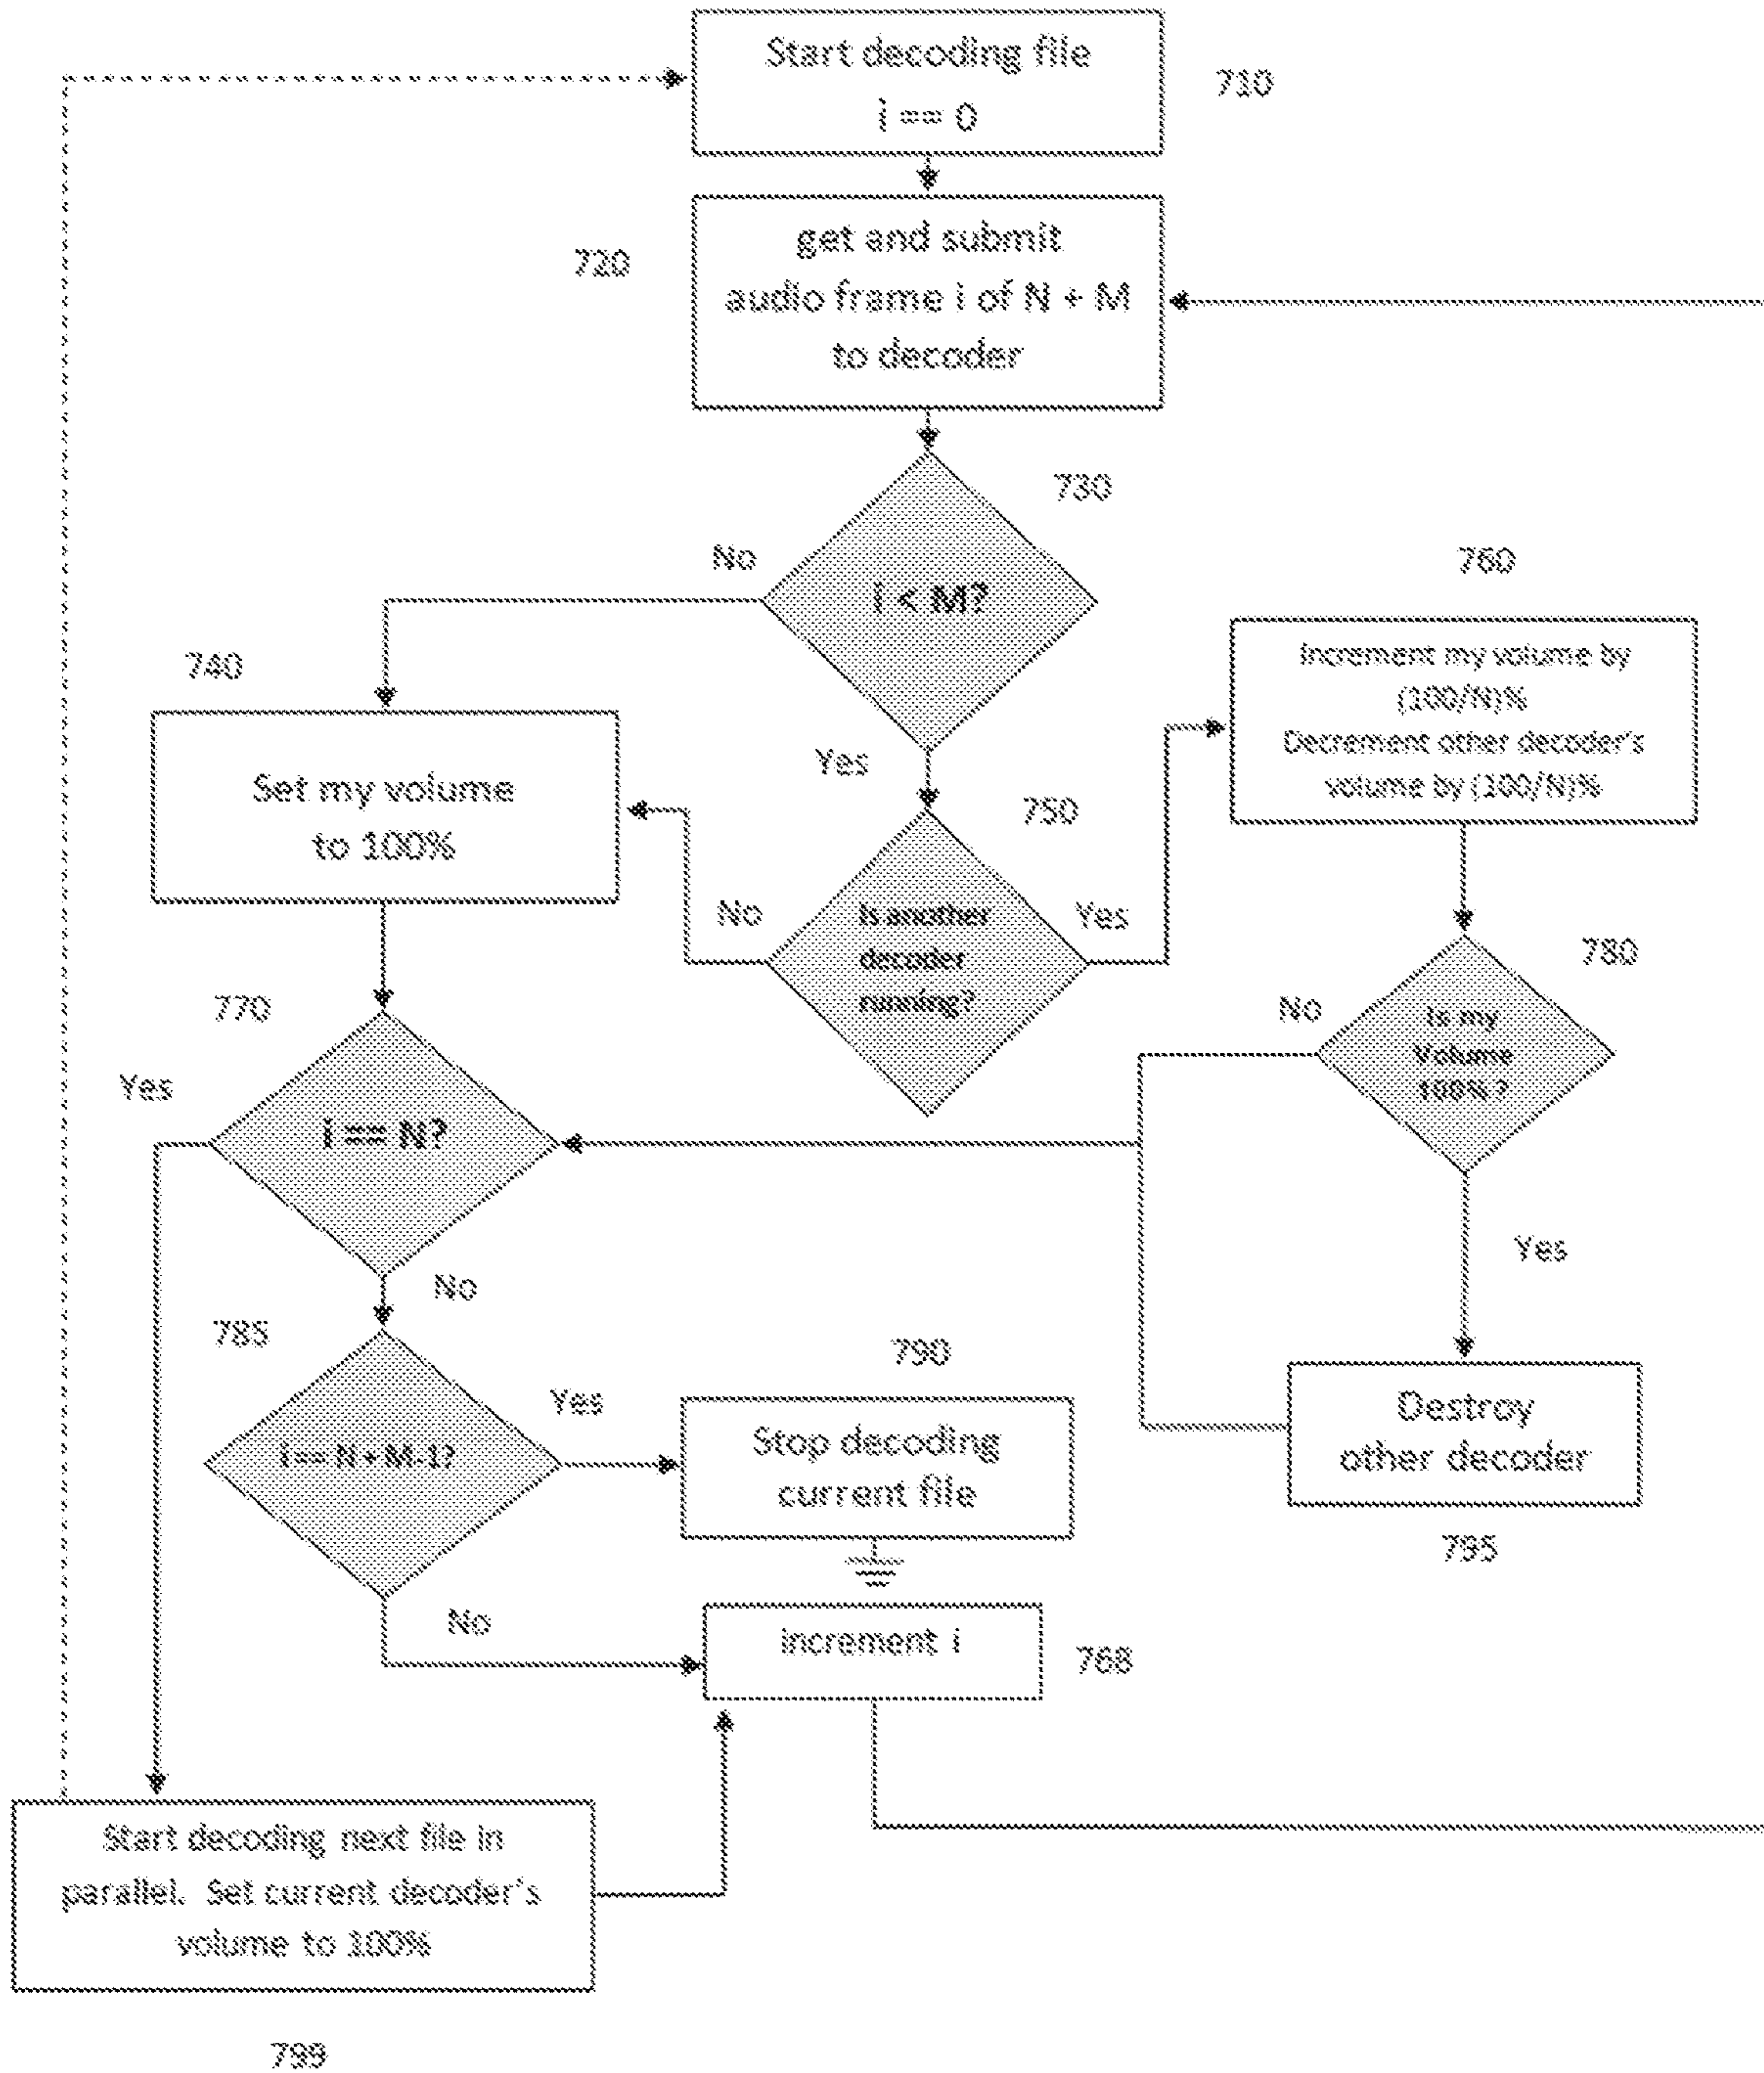 Start decoding file
i == 0
710
get and submit
audio frame i of N + M
to decoder
720
730
i < M?
No
Yes
740
Set my volume
to 100%
750
Is another
decoder
running?
No
Yes
760
Increment my volume by
(100/N)%
Decrement other decoder's
volume by (100/N)%
780
Is my
Volume
100% ?
No
Yes
770
i == N?
Yes
No
785
i == N + M-1?
Yes
No
790
Stop decoding
current file
Destroy
other decoder
795
increment i
768
Start decoding next file in
parallel. Set current decoder's
volume to 100%
799